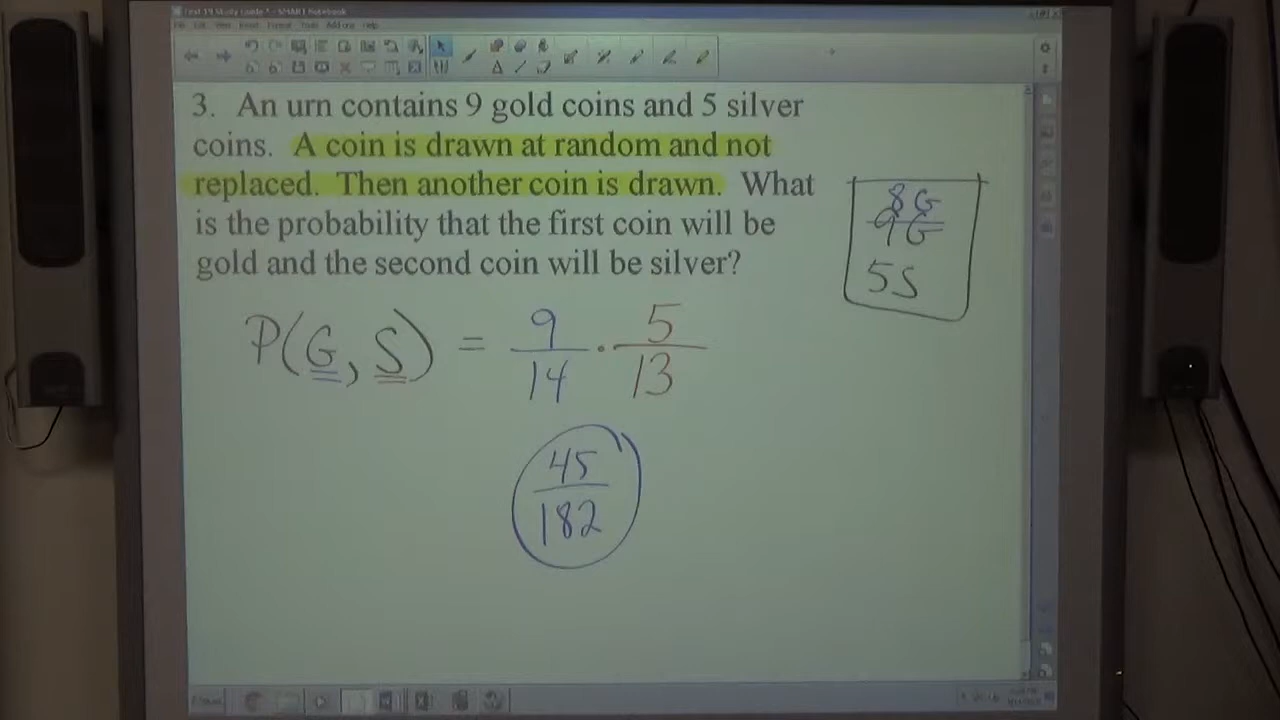 3. An urn contains 9 gold coins and 5 silver
coins. A coin is drawn at random and not
replaced. Then another coin is drawn. What
is the probability that the first coin will be
gold and the second coin will be silver?
8G
9G
5S
P(G, S) = 9/14 · 5/13
45/182